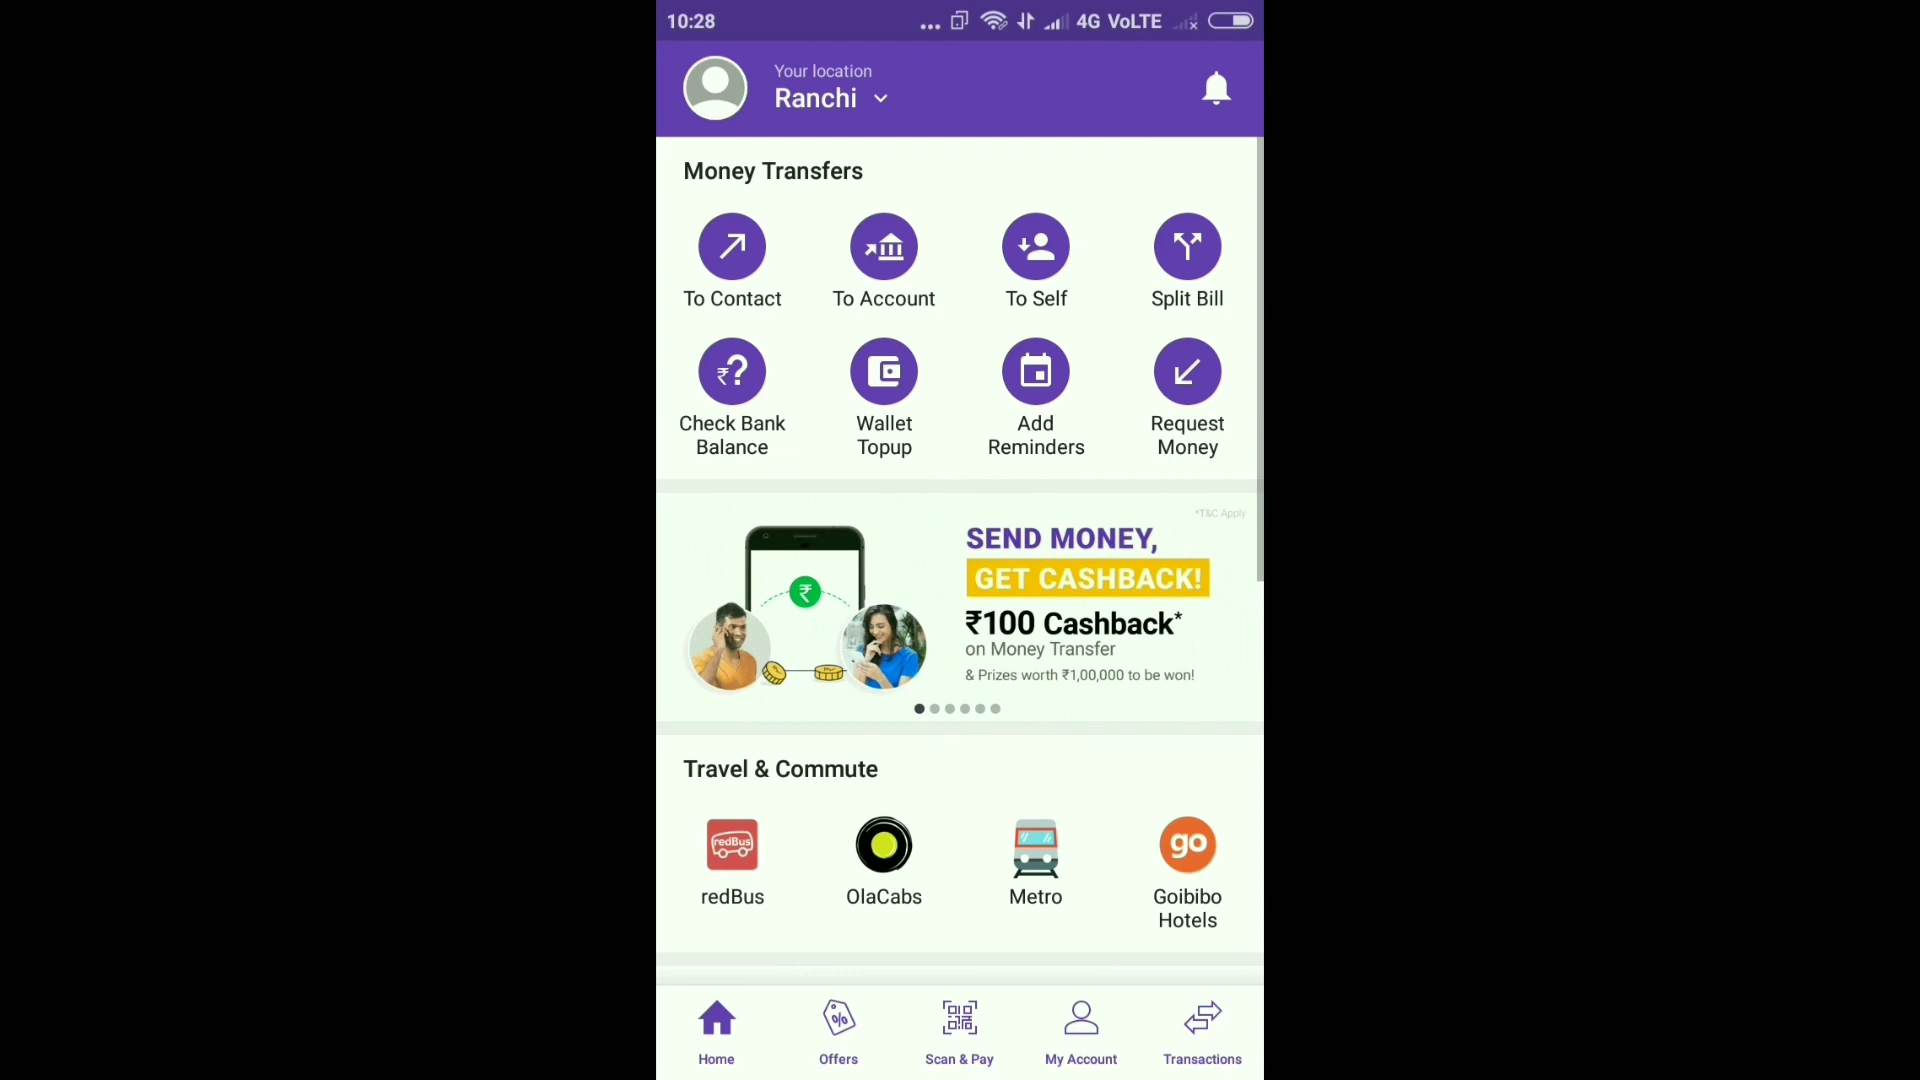 10:28
4G VoLTE
Your location
Ranchi
Money Transfers
To Contact
To Account
To Self
Split Bill
₹?
Check Bank
Balance
Wallet
Topup
Add
Reminders
Request
Money
*T&C Apply
SEND MONEY,
GET CASHBACK!
₹
₹100 Cashback*
on Money Transfer
& Prizes worth ₹1,00,000 to be won!
Travel & Commute
redBus
go
redBus
OlaCabs
Metro
Goibibo
Hotels
%
Home
Offers
Scan & Pay
My Account
Transactions